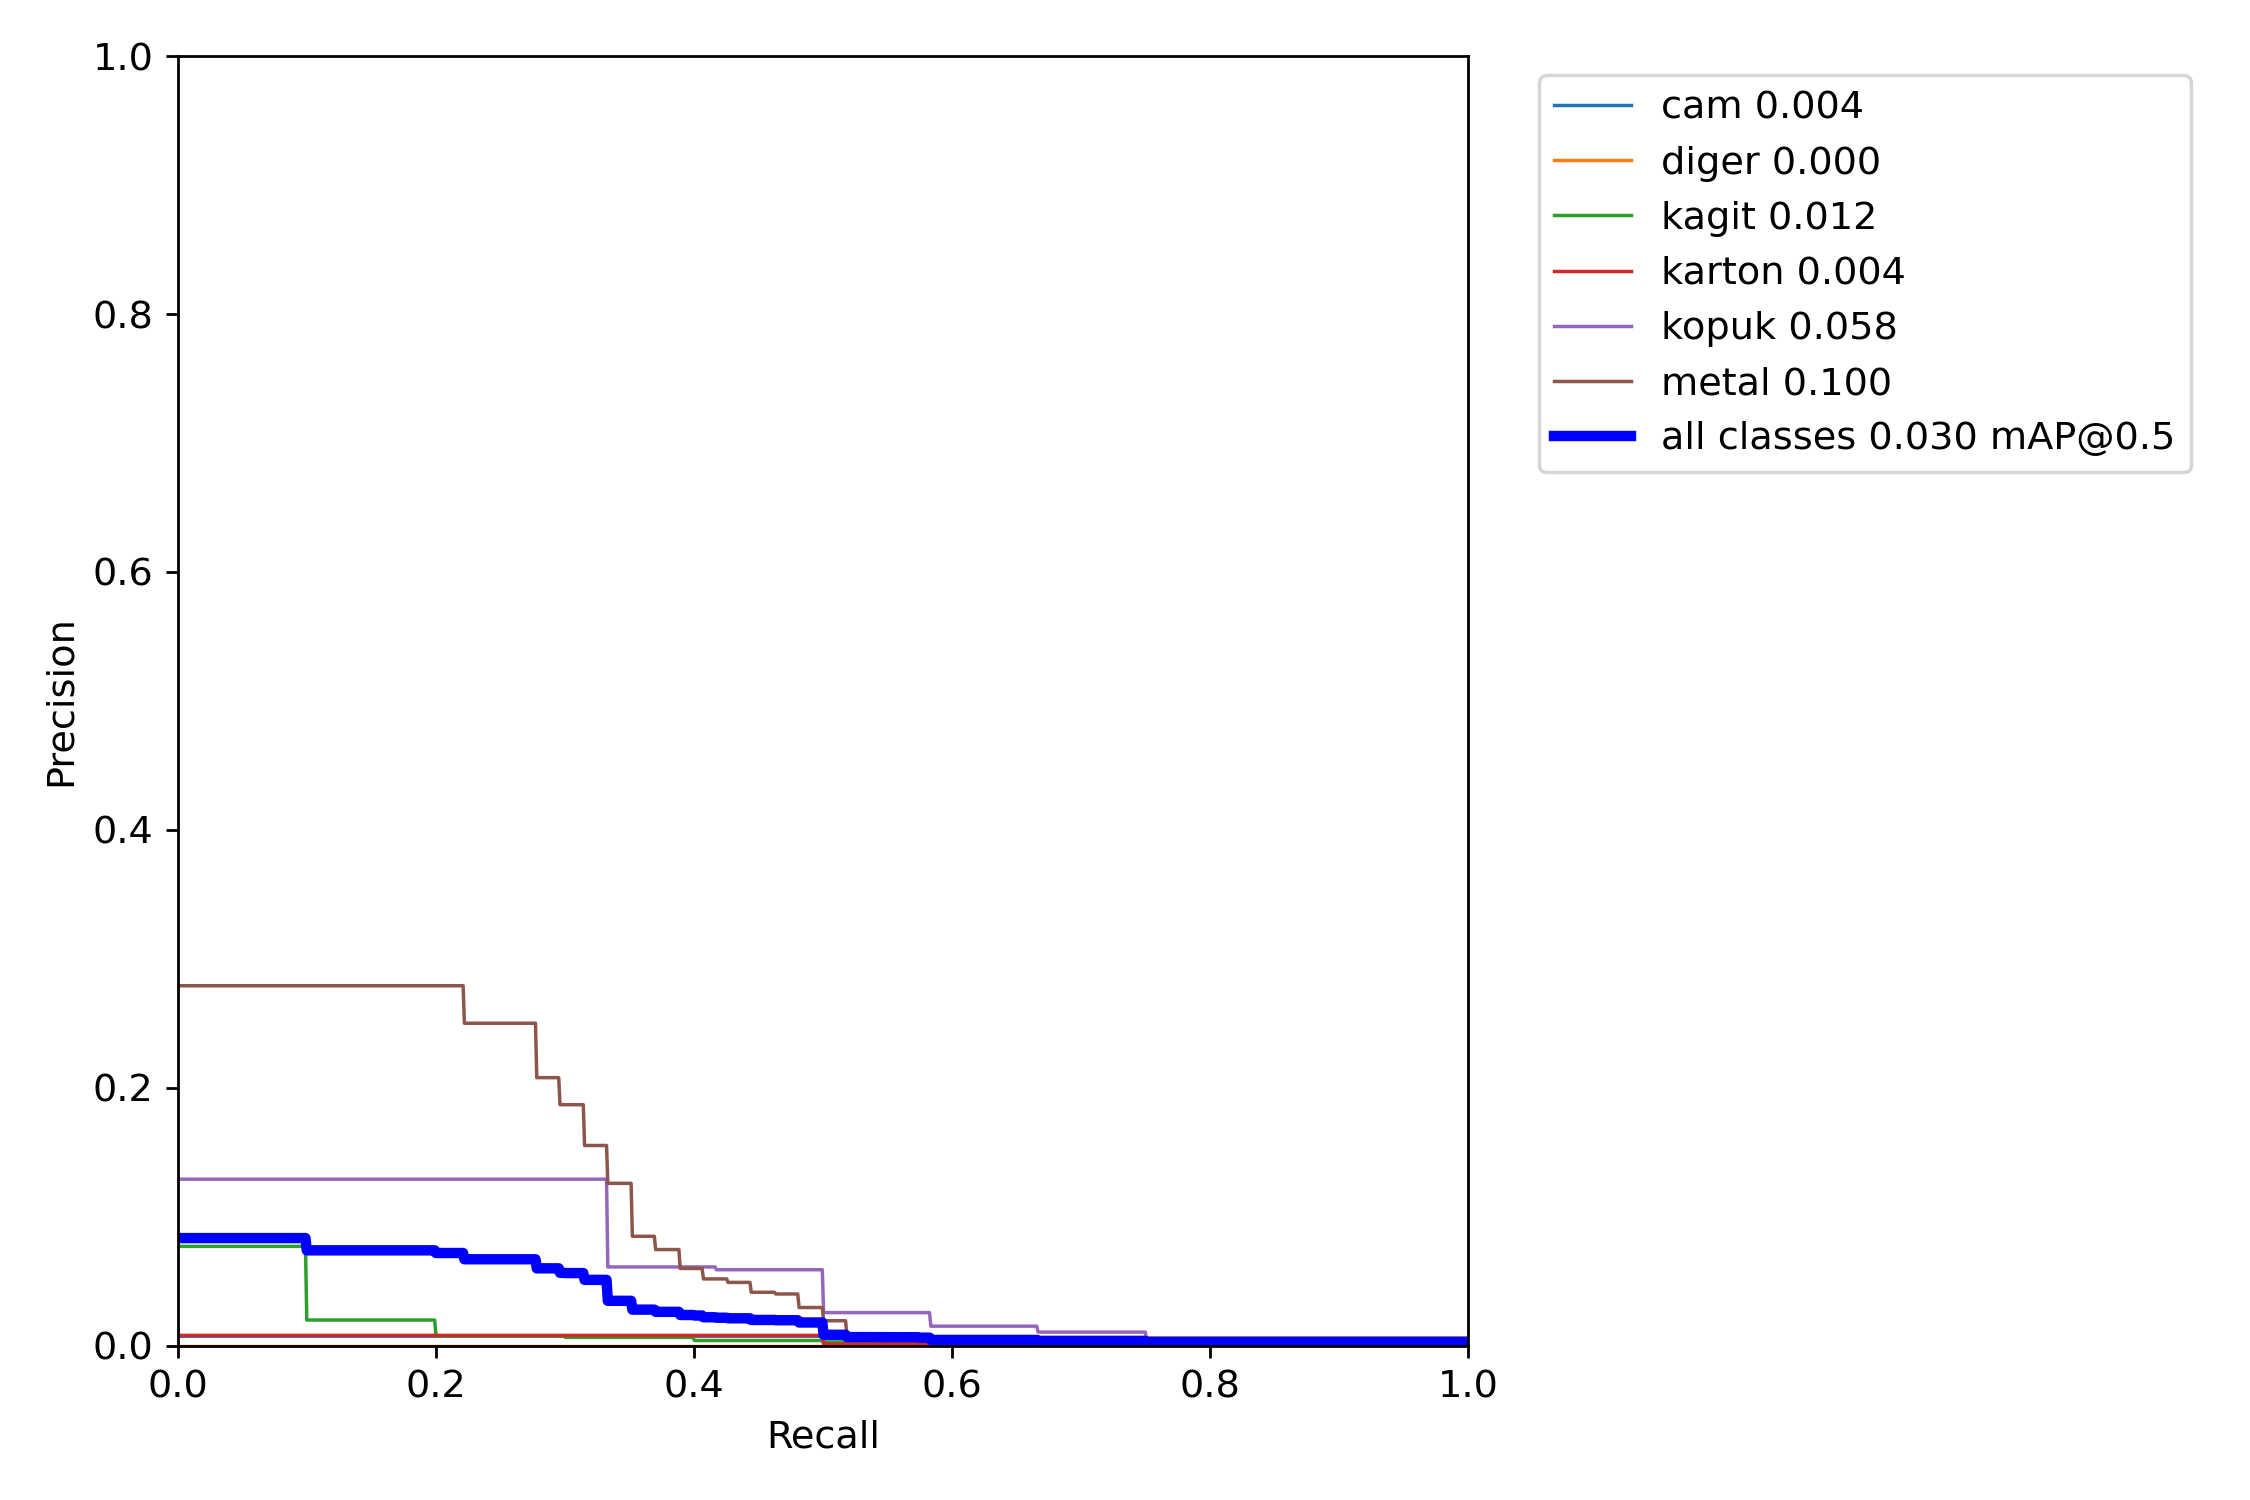 1.0
0.8
0.6
0.4
0.2
0.0
Precision
0.0 0.2 0.4 0.6 0.8 1.0
Recall
cam 0.004
diger 0.000
kagit 0.012
karton 0.004
kopuk 0.058
metal 0.100
all classes 0.030 mAP@0.5